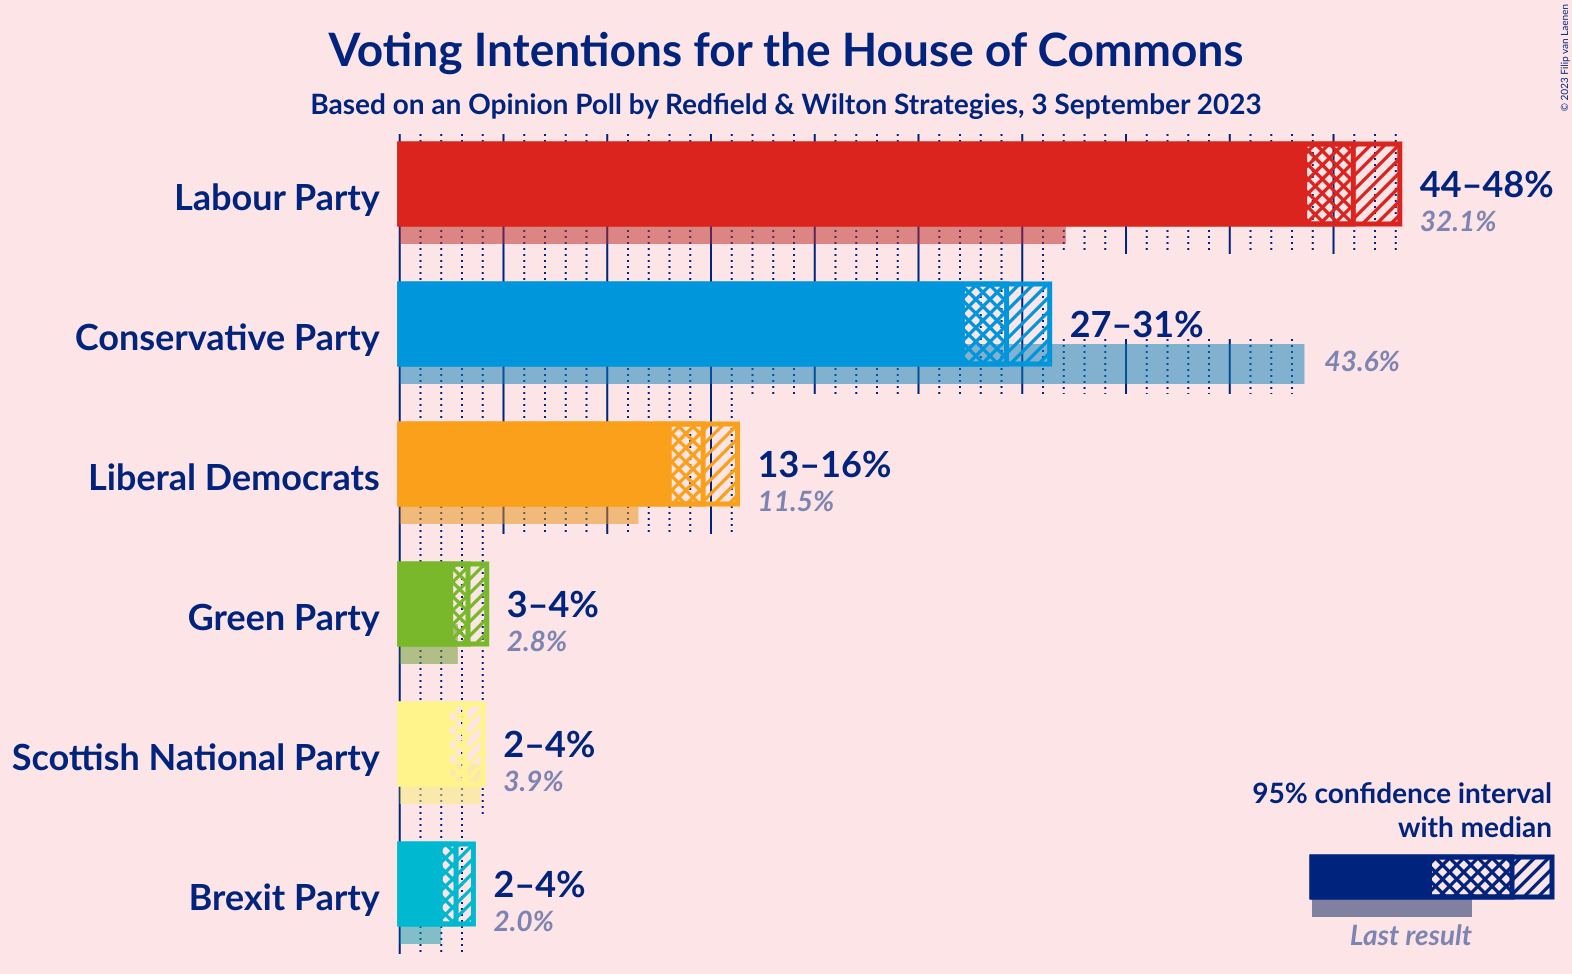 Voting Intentions for the House of Commons
Based on an Opinion Poll by Redfield & Wilton Strategies, 3 September 2023
© 2023 Filip van Laenen
Labour Party
44–48%
32.1%
Conservative Party
27–31%
43.6%
Liberal Democrats
13–16%
11.5%
Green Party
3–4%
2.8%
Scottish National Party
2–4%
3.9%
Brexit Party
2–4%
2.0%
95% confidence interval
with median
Last result